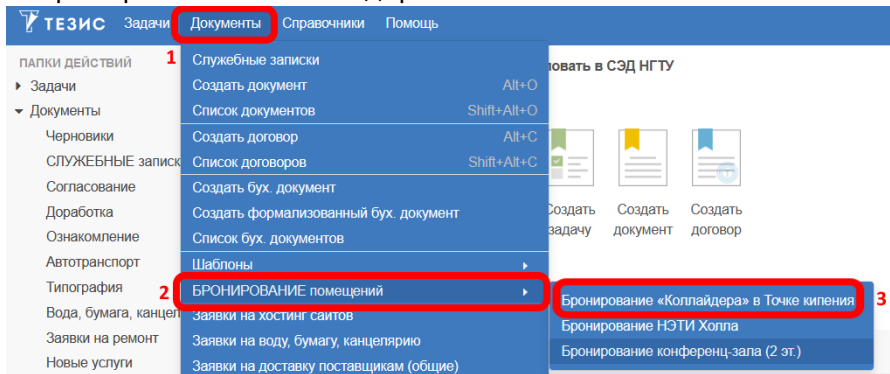 ТЕЗИС Задачи Документы Справочники Помощь
1
ПАПКИ ДЕЙСТВИЙ
Задачи
Документы
Черновики
СЛУЖЕБНЫЕ записк
Согласование
Доработка
Ознакомление
Автотранспорт
Типография
Вода, бумага, канцел
Заявки на ремонт
Новые услуги
Служебные записки
Создать документ Alt+O
Список документов Shift+Alt+O
Создать договор Alt+C
Список договоров Shift+Alt+C
Создать бух. документ
Создать формализованный бух. документ
Список бух. документов
Шаблоны
2 БРОНИРОВАНИЕ помещений
Заявки на хостинг сайтов
Заявки на воду, бумагу, канцелярию
Заявки на доставку поставщикам (общие)
ловать в СЭД НГТУ
Создать задачу
Создать документ
Создать договор
Бронирование «Коллайдера» в Точке кипения 3
Бронирование НЭТИ Холла
Бронирование конференц-зала (2 эт.)